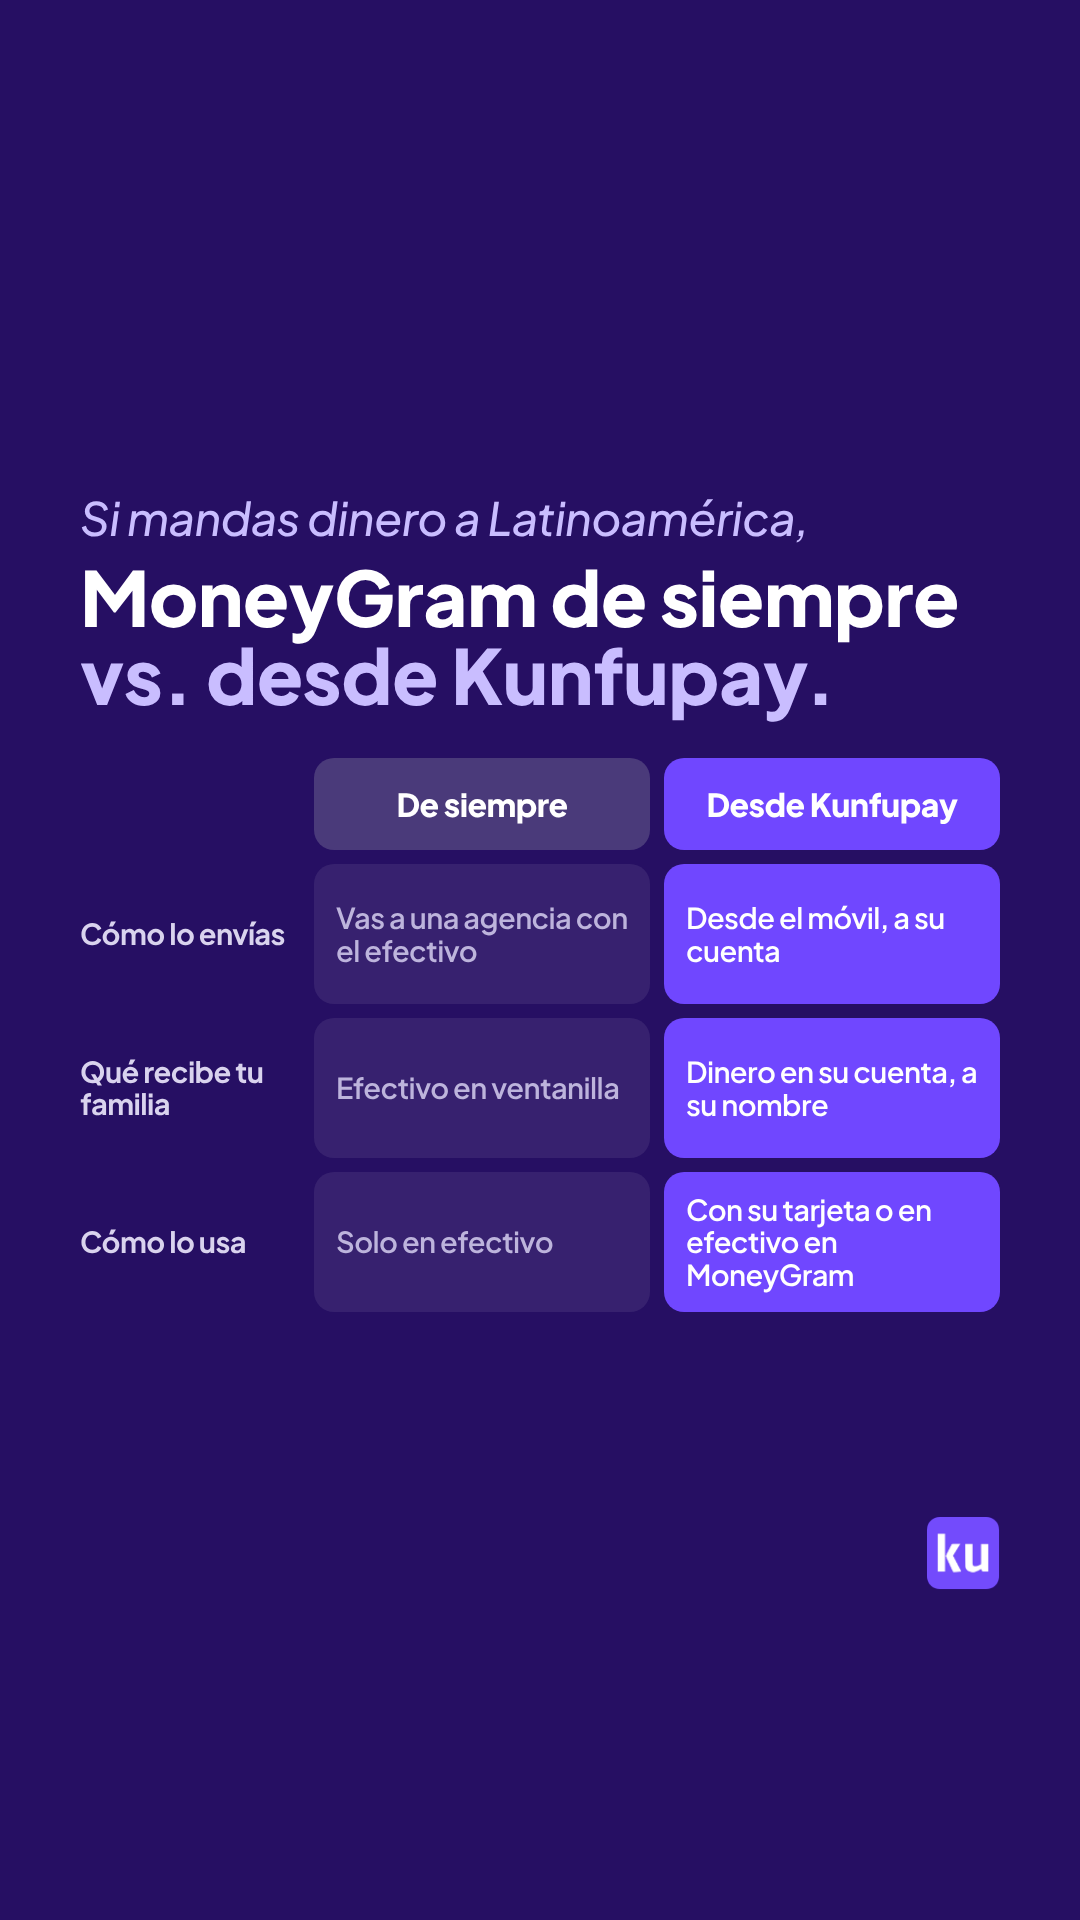 Si mandas dinero a Latinoamérica,
MoneyGram de siempre
vs. desde Kunfupay.
De siempre
Desde Kunfupay
Cómo lo envías
Vas a una agencia con
el efectivo
Desde el móvil, a su
cuenta
Qué recibe tu
familia
Efectivo en ventanilla
Dinero en su cuenta, a
su nombre
Cómo lo usa
Solo en efectivo
Con su tarjeta o en
efectivo en
MoneyGram
ku